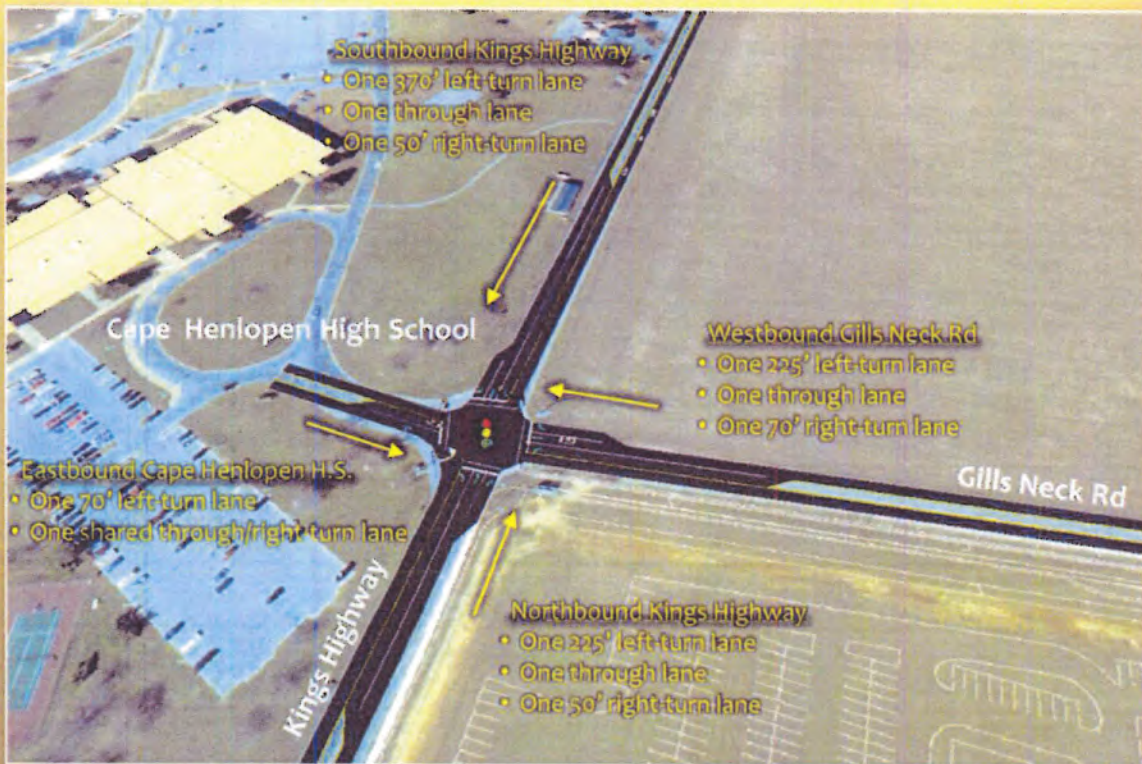 Southbound Kings Highway
• One 370' left-turn lane
• One through lane
• One 50' right-turn lane
Cape Henlopen High School
Westbound Gills Neck Rd
• One 225' left-turn lane
• One through lane
• One 70' right-turn lane
Eastbound Cape Henlopen H.S.
• One 70' left-turn lane
• One shared through/right-turn lane
Gills Neck Rd
Kings Highway
Northbound Kings Highway
• One 225' left-turn lane
• One through lane
• One 50' right-turn lane